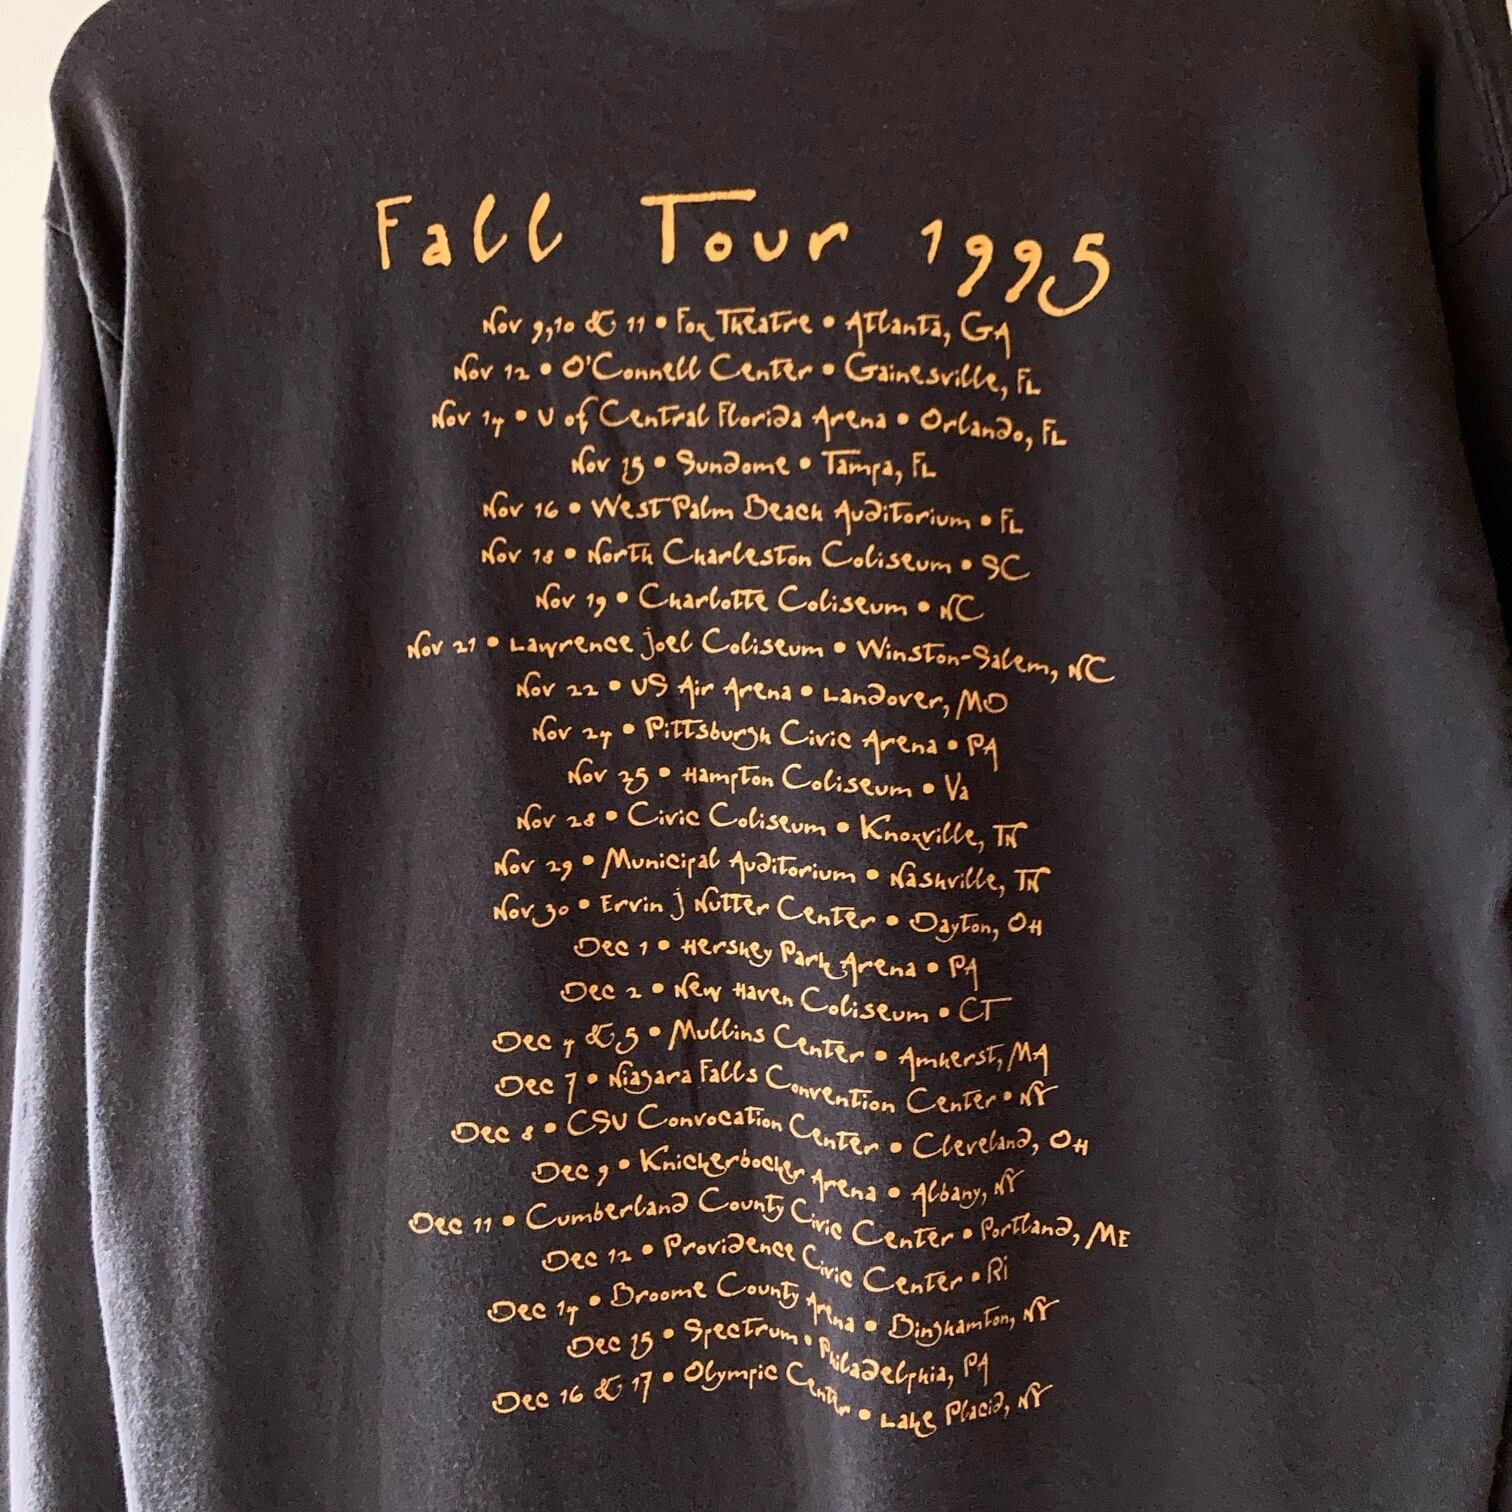 Fall Tour 1995
Nov 9,10 & 11 • Fox Theatre • Atlanta, GA
Nov 12 • O'Connell Center • Gainesville, FL
Nov 14 • U of Central Florida Arena • Orlando, FL
Nov 15 • Sundome • Tampa, FL
Nov 16 • West Palm Beach Auditorium • FL
Nov 18 • North Charleston Coliseum • SC
Nov 19 • Charlotte Coliseum • NC
Nov 21 • Lawrence Joel Coliseum • Winston-Salem, NC
Nov 22 • US Air Arena • Landover, MD
Nov 24 • Pittsburgh Civic Arena • PA
Nov 25 • Hampton Coliseum • Va
Nov 28 • Civic Coliseum • Knoxville, TN
Nov 29 • Municipal Auditorium • Nashville, TN
Nov 30 • Ervin J Nutter Center • Dayton, OH
Dec 1 • Hershey Park Arena • PA
Dec 2 • New Haven Coliseum • CT
Dec 4 & 5 • Mullins Center • Amherst, MA
Dec 7 • Niagara Falls Convention Center • NY
Dec 8 • CSU Convocation Center • Cleveland, OH
Dec 9 • Knickerbocker Arena • Albany, NY
Dec 11 • Cumberland County Civic Center • Portland, ME
Dec 12 • Providence Civic Center • Ri
Dec 14 • Broome County Arena • Binghamton, NY
Dec 15 • Spectrum • Philadelphia, PA
Dec 16 & 17 • Olympic Center • Lake Placid, NY